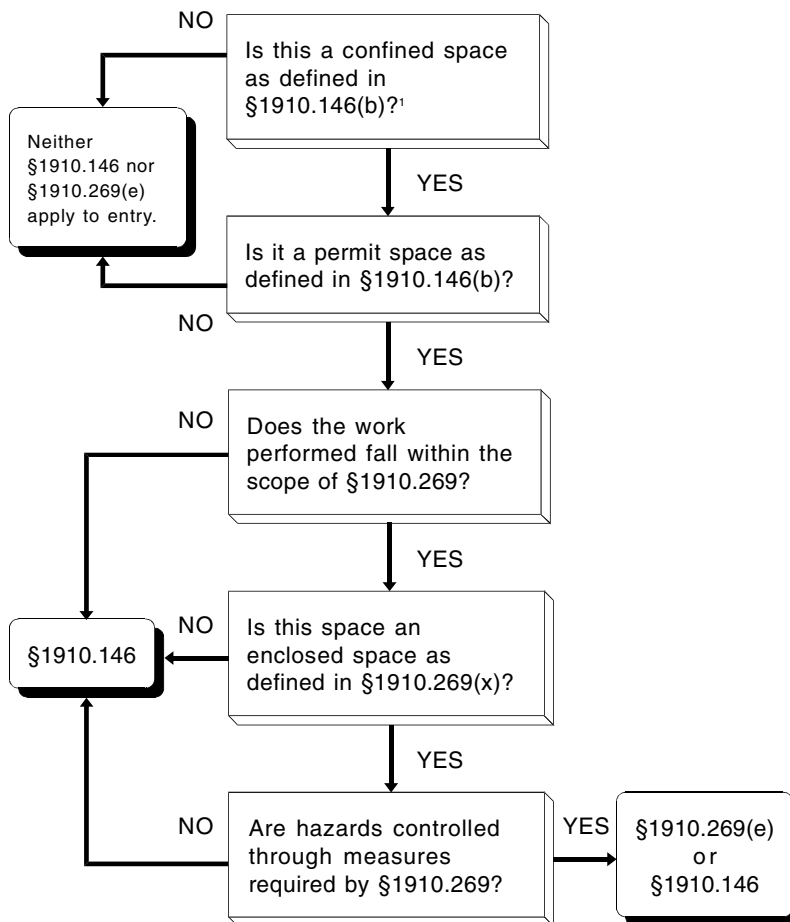 NO
Is this a confined space
as defined in
§1910.146(b)?¹
Neither
§1910.146 nor
§1910.269(e)
apply to entry.
YES
Is it a permit space as
defined in §1910.146(b)?
NO
YES
NO
Does the work
performed fall within the
scope of §1910.269?
YES
§1910.146
NO
Is this space an
enclosed space as
defined in §1910.269(x)?
YES
NO
Are hazards controlled
through measures
required by §1910.269?
YES
§1910.269(e)
or
§1910.146